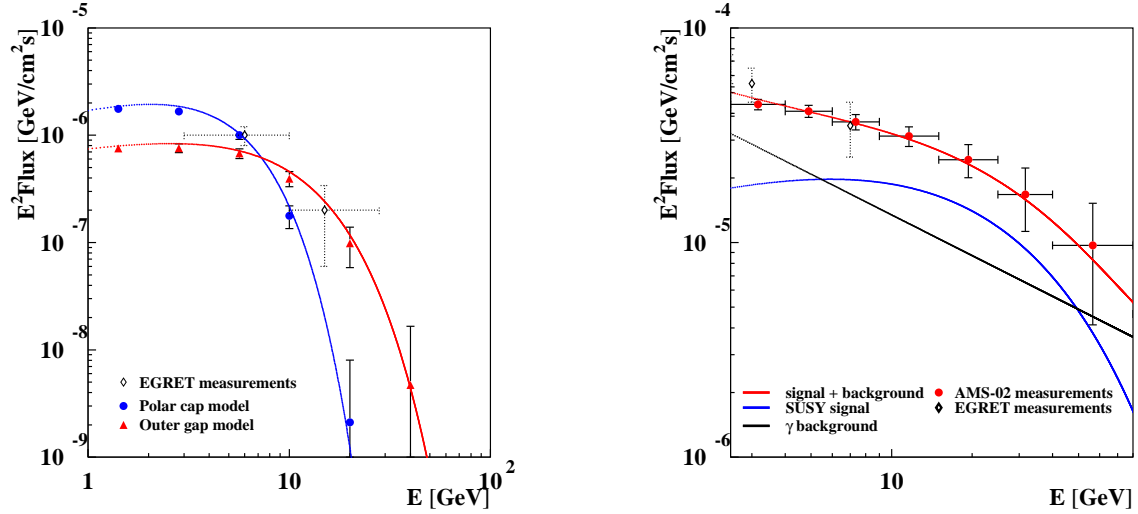 E²Flux [GeV/cm²s]
10⁻⁵
10⁻⁶
10⁻⁷
10⁻⁸
10⁻⁹
EGRET measurements
Polar cap model
Outer gap model
1
10
10²
E [GeV]
E²Flux [GeV/cm²s]
10⁻⁴
10⁻⁵
10⁻⁶
signal + background
SUSY signal
γ background
AMS-02 measurements
EGRET measurements
10
E [GeV]